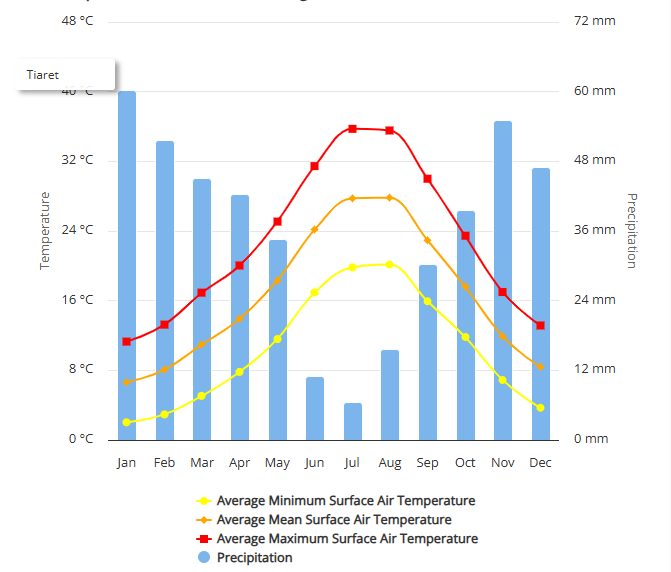 48 °C
72 mm
Tiaret
40 °C
60 mm
32 °C
48 mm
24 °C
36 mm
16 °C
24 mm
8 °C
12 mm
0 °C
0 mm
Temperature
Precipitation
Jan Feb Mar Apr May Jun Jul Aug Sep Oct Nov Dec
Average Minimum Surface Air Temperature
Average Mean Surface Air Temperature
Average Maximum Surface Air Temperature
Precipitation